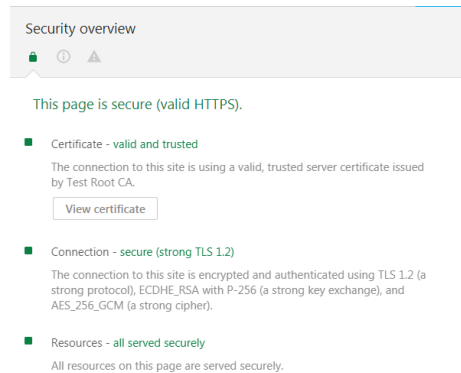 Security overview
This page is secure (valid HTTPS).
Certificate - valid and trusted
The connection to this site is using a valid, trusted server certificate issued
by Test Root CA.
View certificate
Connection - secure (strong TLS 1.2)
The connection to this site is encrypted and authenticated using TLS 1.2 (a
strong protocol), ECDHE_RSA with P-256 (a strong key exchange), and
AES_256_GCM (a strong cipher).
Resources - all served securely
All resources on this page are served securely.